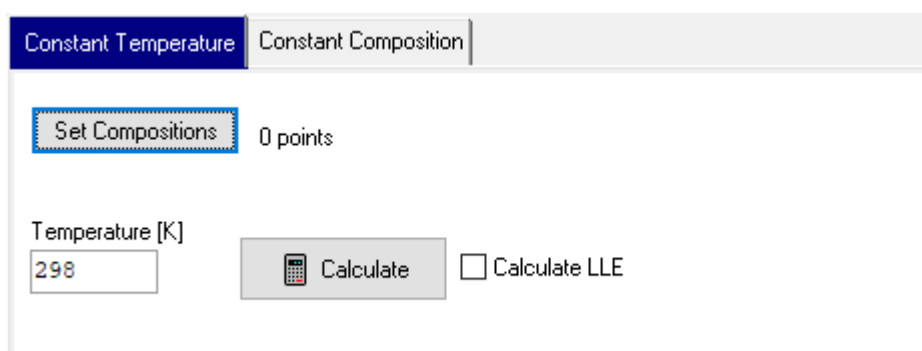 Constant Temperature Constant Composition
Set Compositions 0 points
Temperature [K]
298 Calculate Calculate LLE